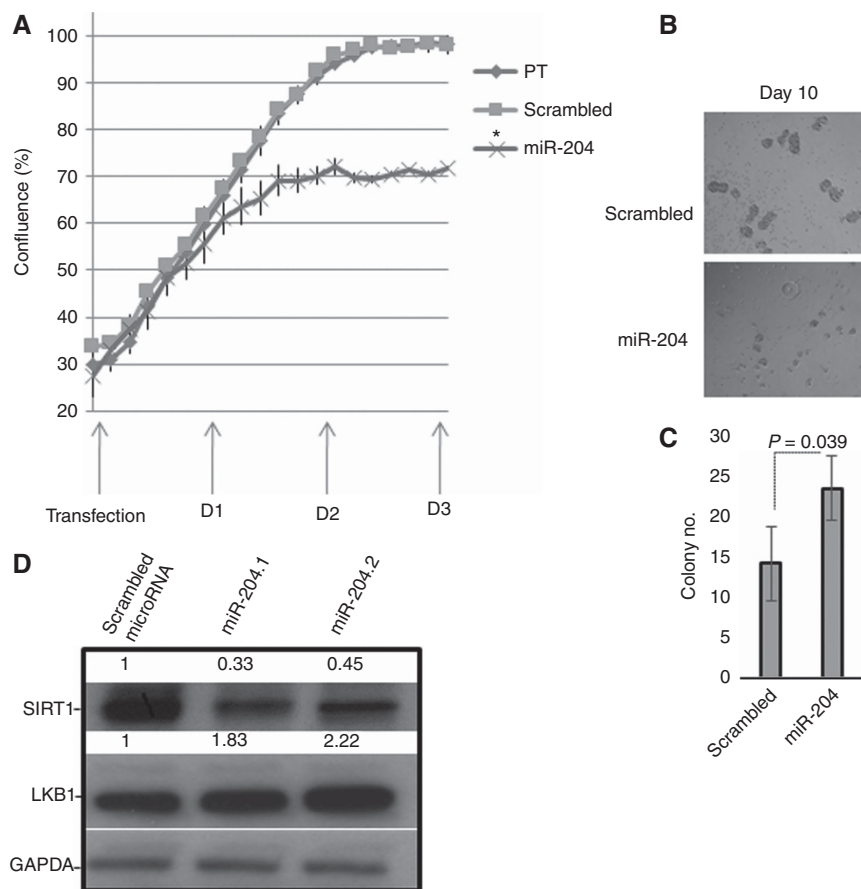 A
100
90
80
70
60
50
40
30
20
Confluence (%)
PT
Scrambled
*
miR-204
Transfection
D1
D2
D3
B
Day 10
Scrambled
miR-204
C
30
25
20
15
10
5
0
Colony no.
P = 0.039
Scrambled
miR-204
D
Scrambled
microRNA
miR-204.1
miR-204.2
1 0.33 0.45
SIRT1
1 1.83 2.22
LKB1
GAPDA